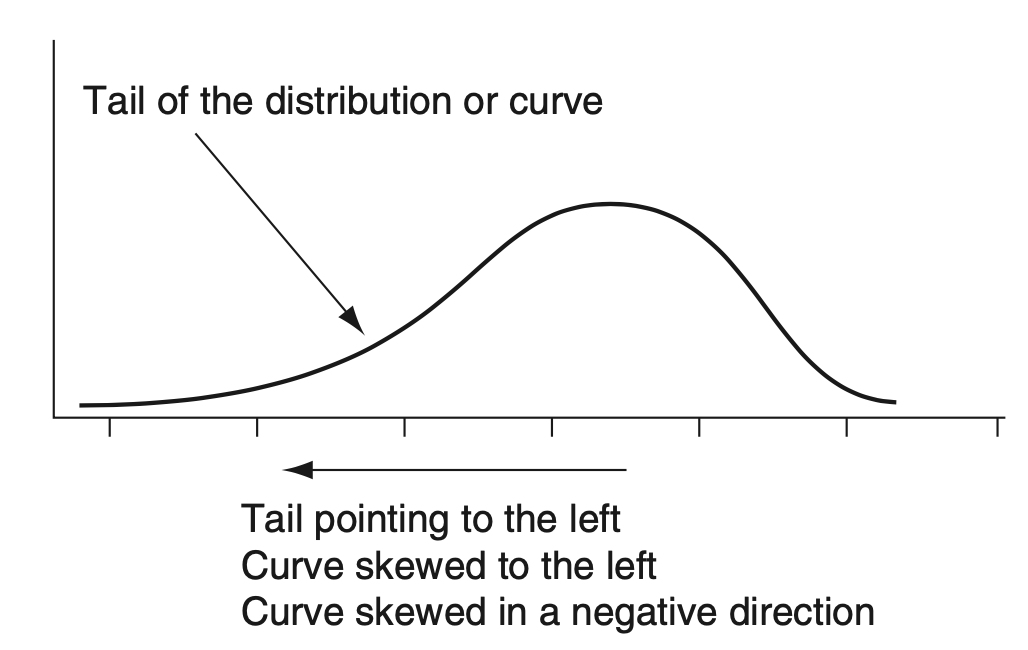 Tail of the distribution or curve
Tail pointing to the left
Curve skewed to the left
Curve skewed in a negative direction